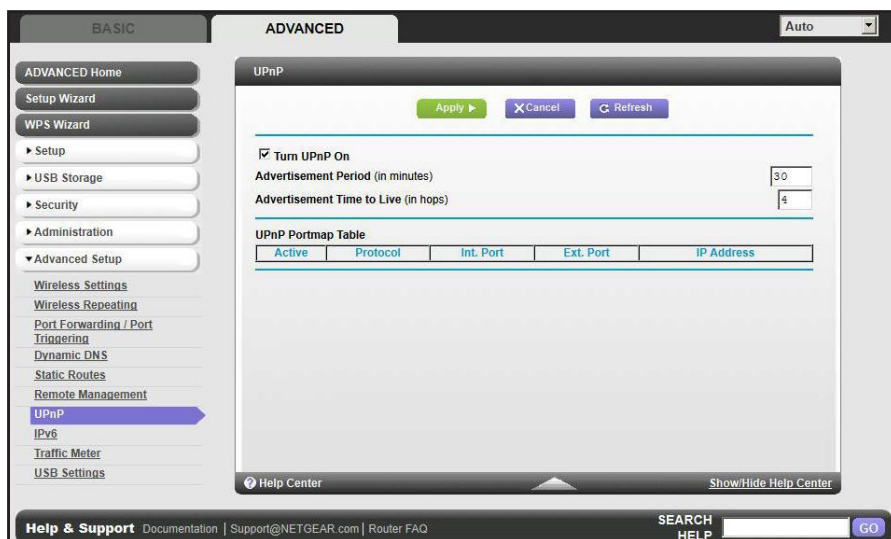 BASIC
ADVANCED
Auto
ADVANCED Home
Setup Wizard
WPS Wizard
Setup
USB Storage
Security
Administration
Advanced Setup
Wireless Settings
Wireless Repeating
Port Forwarding / Port
Triggering
Dynamic DNS
Static Routes
Remote Management
UPnP
IPv6
Traffic Meter
USB Settings
UPnP
Apply
Cancel
Refresh
Turn UPnP On
Advertisement Period (in minutes)
30
Advertisement Time to Live (in hops)
4
UPnP Portmap Table
Active Protocol Int. Port Ext. Port IP Address
Help Center
Show/Hide Help Center
Help & Support Documentation | Support@NETGEAR.com | Router FAQ
SEARCH
HELP
GO